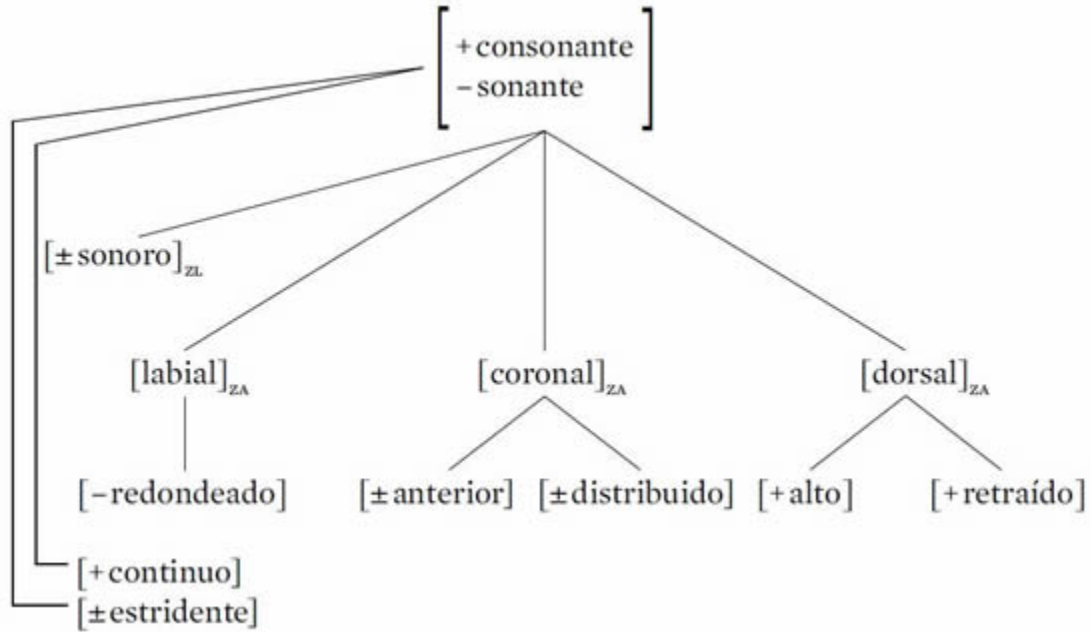 [+consonante
−sonante]
[±sonoro]ZL
[labial]ZA [coronal]ZA [dorsal]ZA
[−redondeado] [±anterior] [±distribuido] [+alto] [+retraído]
[+continuo]
[±estridente]